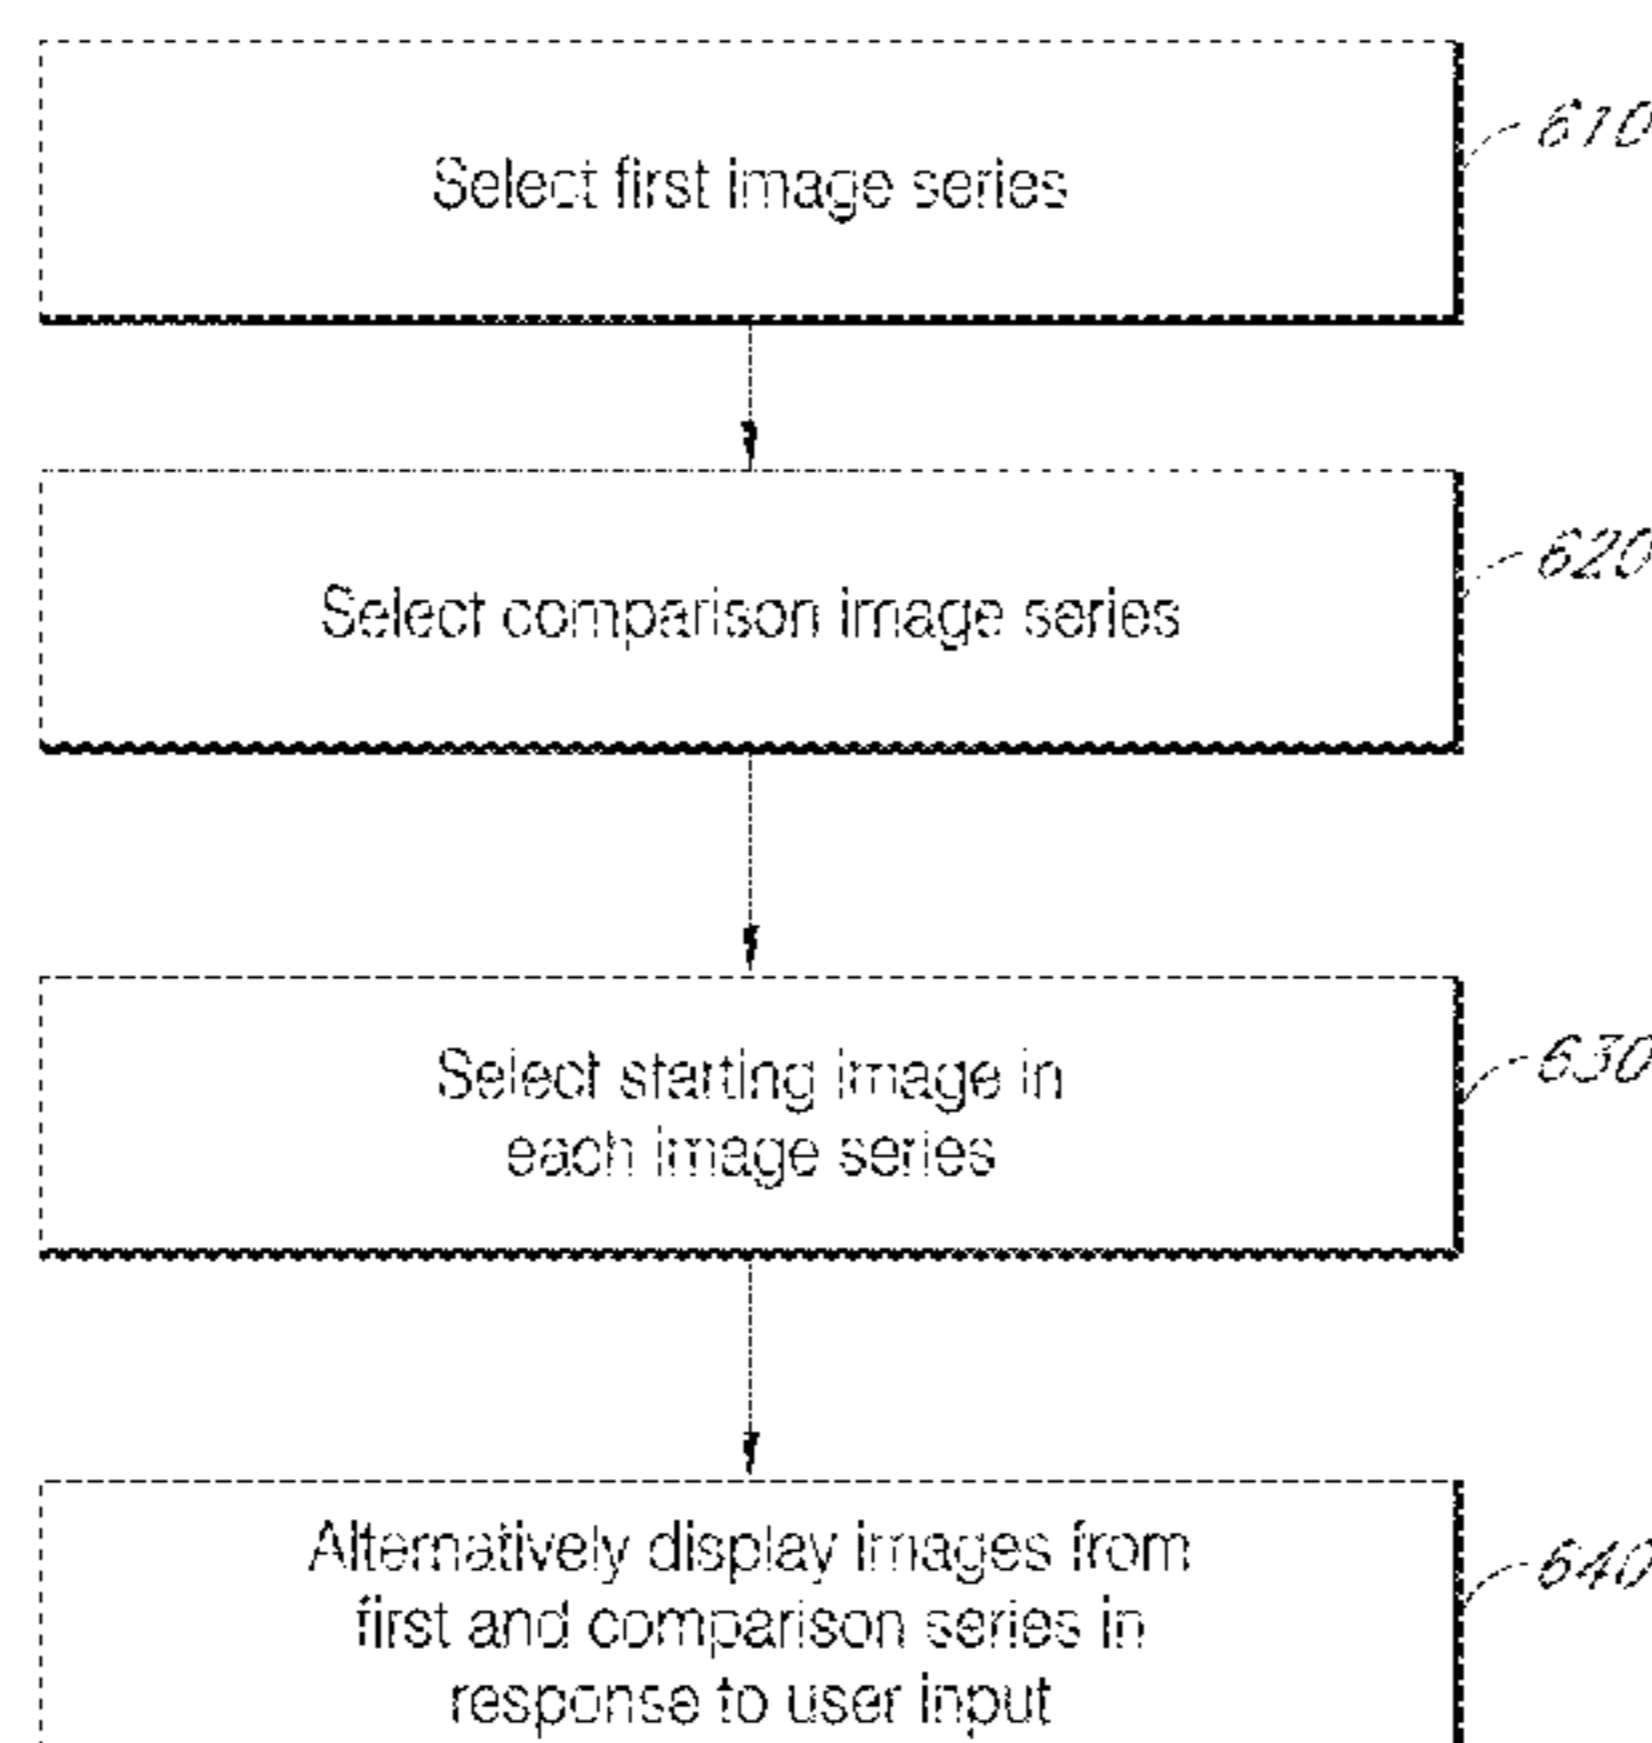 Select first image series
610
Select comparison image series
620
Select starting image in
each image series
630
Alternatively display images from
first and comparison series in
response to user input
640